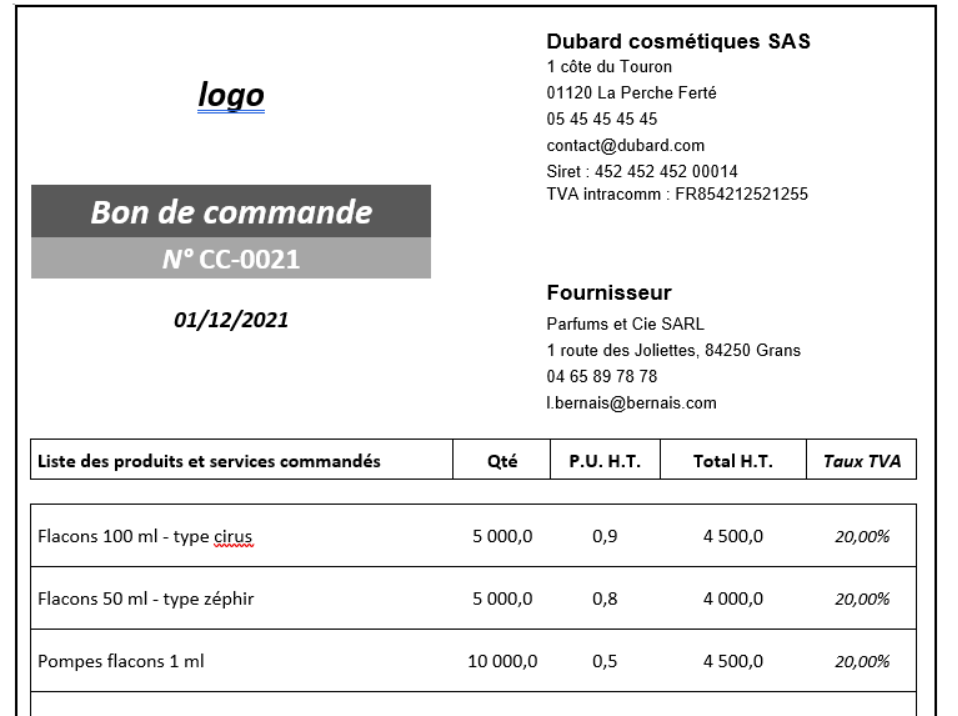 logo
Dubard cosmétiques SAS
1 côte du Touron
01120 La Perche Ferté
05 45 45 45 45
contact@dubard.com
Siret : 452 452 452 00014
TVA intracomm : FR854212521255
Bon de commande
N° CC-0021
01/12/2021
Fournisseur
Parfums et Cie SARL
1 route des Joliettes, 84250 Grans
04 65 89 78 78
l.bernais@bernais.com
Liste des produits et services commandés Qté P.U. H.T. Total H.T. Taux TVA
Flacons 100 ml - type cirus 5 000,0 0,9 4 500,0 20,00%
Flacons 50 ml - type zéphir 5 000,0 0,8 4 000,0 20,00%
Pompes flacons 1 ml 10 000,0 0,5 4 500,0 20,00%